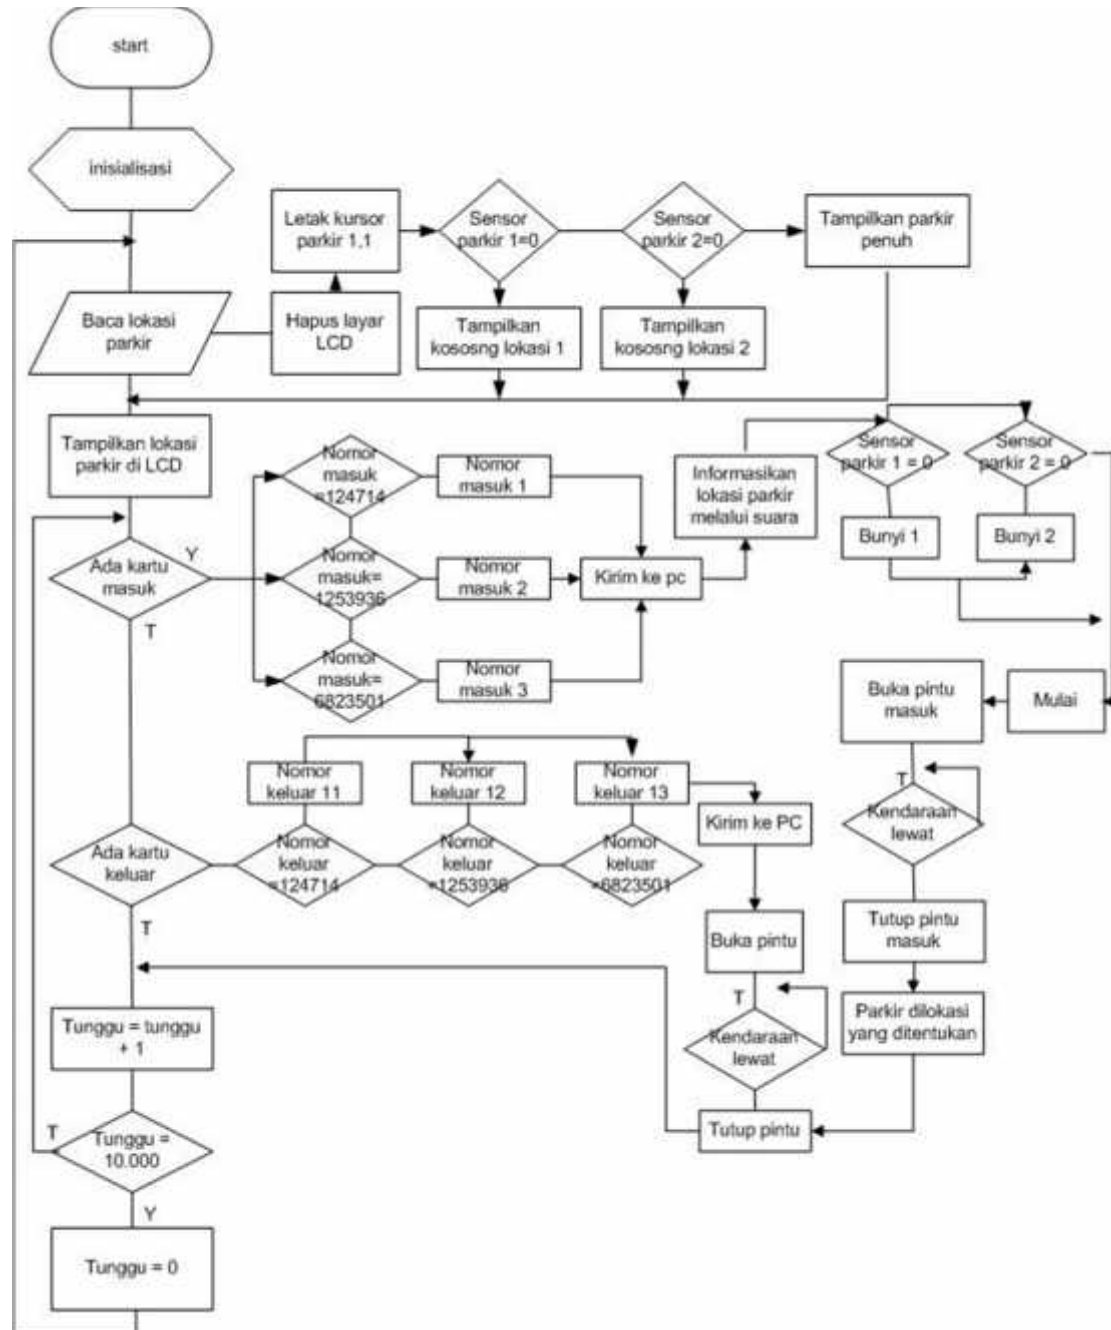 start
inisialisasi
Letak kursor
parkir 1,1
Sensor
parkir 1=0
Sensor
parkir 2=0
Tampilkan parkir
penuh
Baca lokasi
parkir
Hapus layar
LCD
Tampilkan
kososng lokasi 1
Tampilkan
kososng lokasi 2
Tampilkan lokasi
parkir di LCD
Nomor
masuk
=124714
Nomor
masuk 1
Informasikan
lokasi parkir
melalui suara
Sensor
parkir 1 = 0
Sensor
parkir 2 = 0
Bunyi 1
Bunyi 2
Ada kartu
masuk
Y
T
Nomor
masuk=
1253936
Nomor
masuk 2
Kirim ke pc
Nomor
masuk=
6823501
Nomor
masuk 3
Buka pintu
masuk
Mulai
T
Kendaraan
lewat
Nomor
keluar 11
Nomor
keluar 12
Nomor
keluar 13
Kirim ke PC
Ada kartu
keluar
T
Nomor
keluar
=124714
Nomor
keluar
=1253936
Nomor
keluar
=6823501
Buka pintu
Tutup pintu
masuk
T
Kendaraan
lewat
Parkir dilokasi
yang ditentukan
Tunggu = tunggu
+ 1
Tutup pintu
T
Tunggu =
10.000
Y
Tunggu = 0